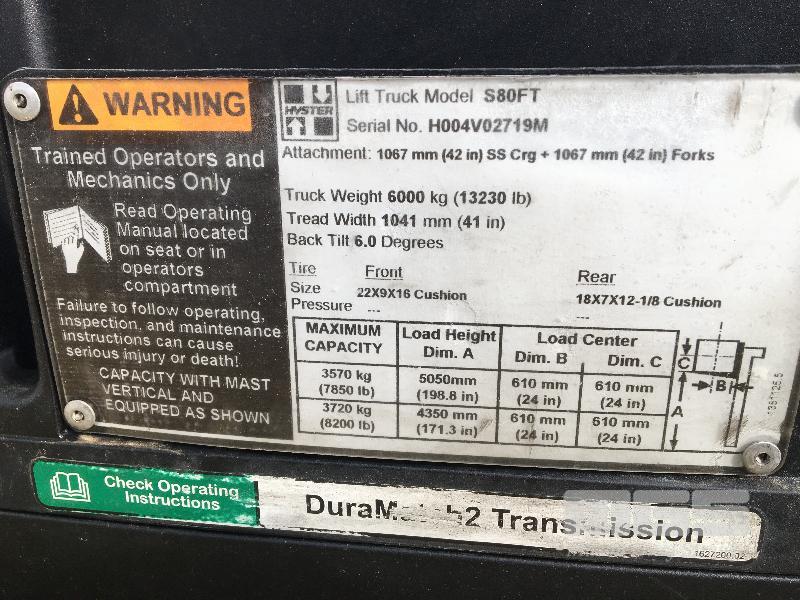 WARNING
Trained Operators and
Mechanics Only
Read Operating
Manual located
on seat or in
operators
compartment
Failure to follow operating,
inspection, and maintenance
instructions can cause
serious injury or death!
CAPACITY WITH MAST
VERTICAL AND
EQUIPPED AS SHOWN
HYSTER
Lift Truck Model S80FT
Serial No. H004V02719M
Attachment: 1067 mm (42 in) SS Crg + 1067 mm (42 in) Forks
Truck Weight 6000 kg (13230 lb)
Tread Width 1041 mm (41 in)
Back Tilt 6.0 Degrees
Tire Front Rear
Size 22X9X16 Cushion 18X7X12-1/8 Cushion
Pressure --- ---
MAXIMUM CAPACITY Load Height Dim. A Load Center Dim. B Dim. C
3570 kg 5050mm 610 mm 610 mm
(7850 lb) (198.8 in) (24 in) (24 in)
3720 kg 4350 mm 610 mm 610 mm
(8200 lb) (171.3 in) (24 in) (24 in)
C
B
A
Check Operating
Instructions
DuraMatch2 Transmission
1627200.02